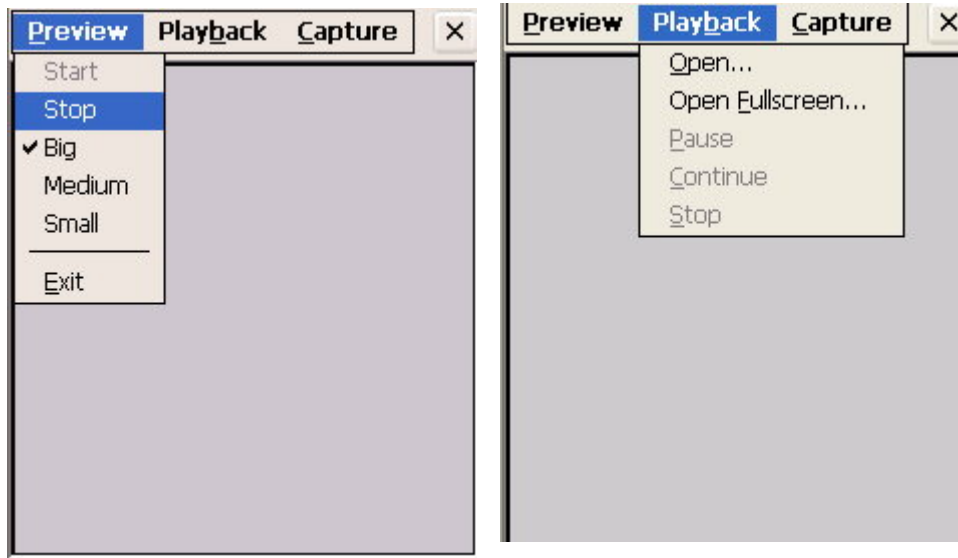 Preview Playback Capture ×
Start
Stop
✔ Big
Medium
Small
Exit
Preview Playback Capture ×
Open...
Open Fullscreen...
Pause
Continue
Stop